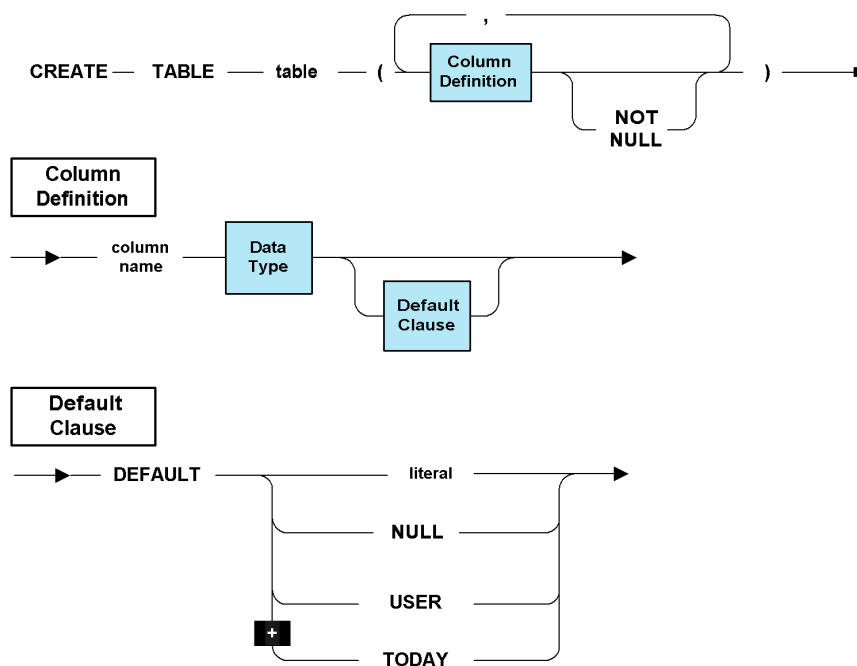 ,
CREATE TABLE table ( Column Definition )
NOT NULL
Column
Definition
column name Data Type
Default Clause
Default
Clause
DEFAULT literal
NULL
USER
+
TODAY